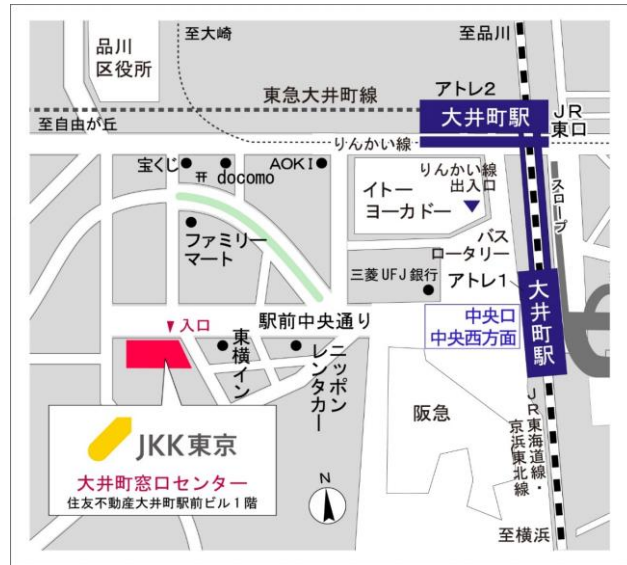 至大崎
至品川
品川
区役所
アトレ2
東急大井町線
大井町駅
JR
東口
至自由が丘
りんかい線
宝くじ
docomo
AOKI
りんかい線
出入口
イトー
ヨーカドー
スロープ
ファミリー
マート
バス
ロータリー
三菱UFJ銀行
アトレ1
大井町駅
入口
駅前中央通り
中央口
中央西方面
東横イン
ニッポン
レンタカー
阪急
JR東海道線・
京浜東北線
JKK東京
大井町窓口センター
住友不動産大井町駅前ビル1階
N
至横浜